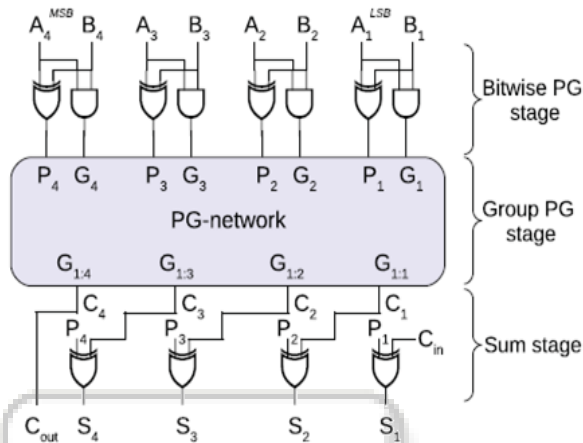 A4 MSB B4 A3 B3 A2 B2 A1 LSB B1
Bitwise PG
stage
P4 G4 P3 G3 P2 G2 P1 G1
PG-network
Group PG
stage
G1:4 G1:3 G1:2 G1:1
C4 C3 C2 C1
P4 P3 P2 P1 Cin
Sum stage
Cout S4 S3 S2 S1